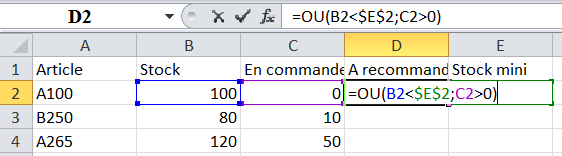 D2 fx =OU(B2<$E$2;C2>0)
A B C D E
1 Article Stock En commande A recommand Stock mini
2 A100 100 0 =OU(B2<$E$2;C2>0)
3 B250 80 10
4 A265 120 50